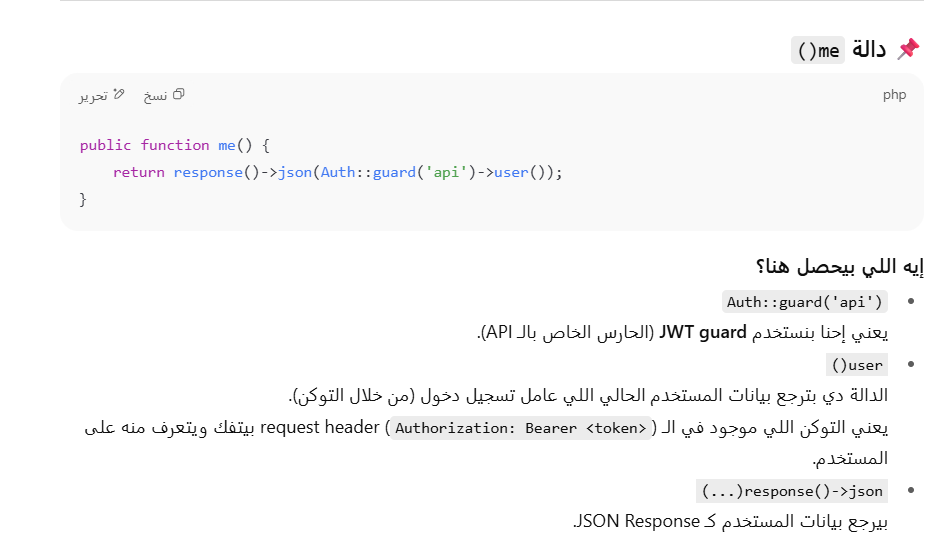 📌 دالة me()
php
نسخ
تحرير
public function me() {
    return response()->json(Auth::guard('api')->user());
}
إيه اللي بيحصل هنا؟
Auth::guard('api')
يعني إحنا بنستخدم JWT guard (الحارس الخاص بالـ API).
user()
الدالة دي بترجع بيانات المستخدم الحالي اللي عامل تسجيل دخول (من خلال التوكن).
يعني التوكن اللي موجود في الـ request header (Authorization: Bearer <token>) بيتفك ويتعرف منه على
المستخدم.
response()->json(...)
بيرجع بيانات المستخدم كـ JSON Response.